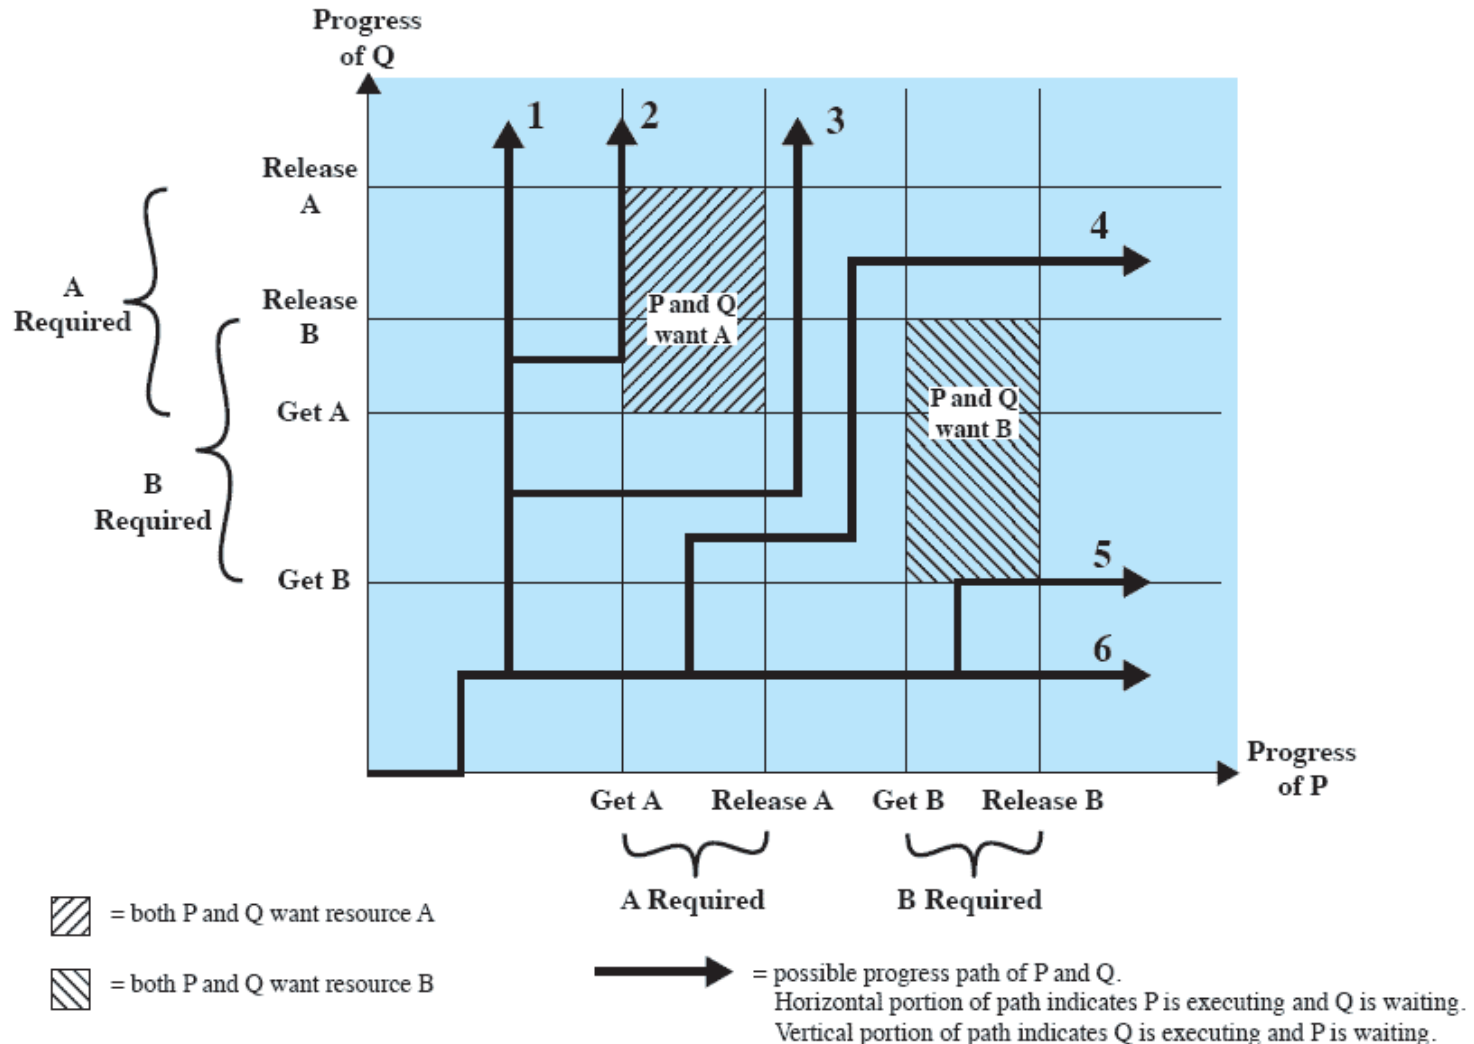 Progress
of Q
1
2
3
Release
A
4
A
Required
Release
B
P and Q
want A
Get A
P and Q
want B
B
Required
Get B
5
6
Progress
of P
Get A
Release A
Get B
Release B
A Required
B Required
= both P and Q want resource A
= both P and Q want resource B
= possible progress path of P and Q.
Horizontal portion of path indicates P is executing and Q is waiting.
Vertical portion of path indicates Q is executing and P is waiting.